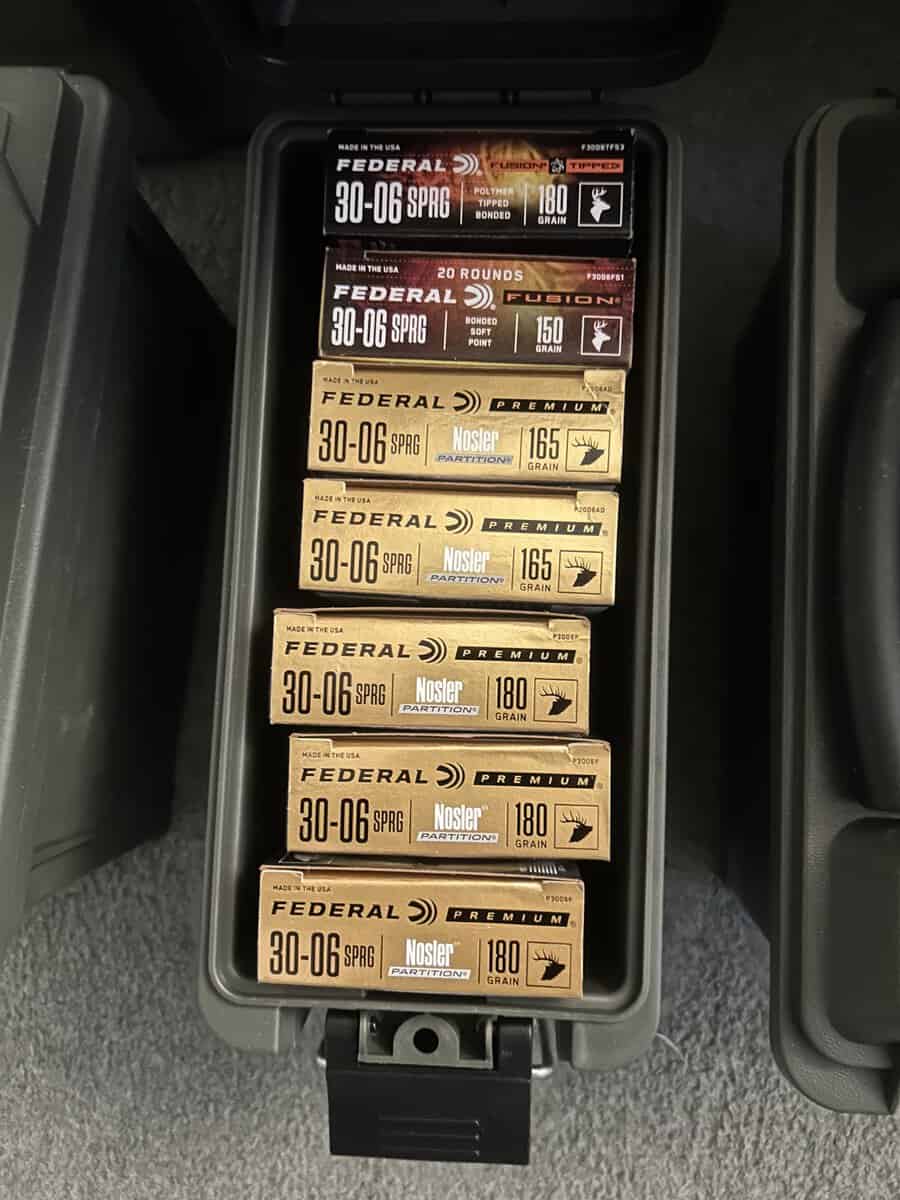 MADE IN THE USA F3006TFS3
FEDERAL® FUSION® TIPPED
30-06 SPRG POLYMER TIPPED BONDED 180 GRAIN
MADE IN THE USA 20 ROUNDS F3006FS1
FEDERAL® FUSION®
30-06 SPRG BONDED SOFT POINT 150 GRAIN
MADE IN THE USA P3006AD
FEDERAL PREMIUM®
30-06 SPRG Nosler PARTITION® 165 GRAIN
MADE IN THE USA P3006AD
FEDERAL PREMIUM®
30-06 SPRG Nosler PARTITION® 165 GRAIN
MADE IN THE USA P3006F
FEDERAL PREMIUM®
30-06 SPRG Nosler PARTITION® 180 GRAIN
MADE IN THE USA P3006F
FEDERAL PREMIUM®
30-06 SPRG Nosler PARTITION® 180 GRAIN
MADE IN THE USA P3006F
FEDERAL PREMIUM®
30-06 SPRG Nosler PARTITION® 180 GRAIN